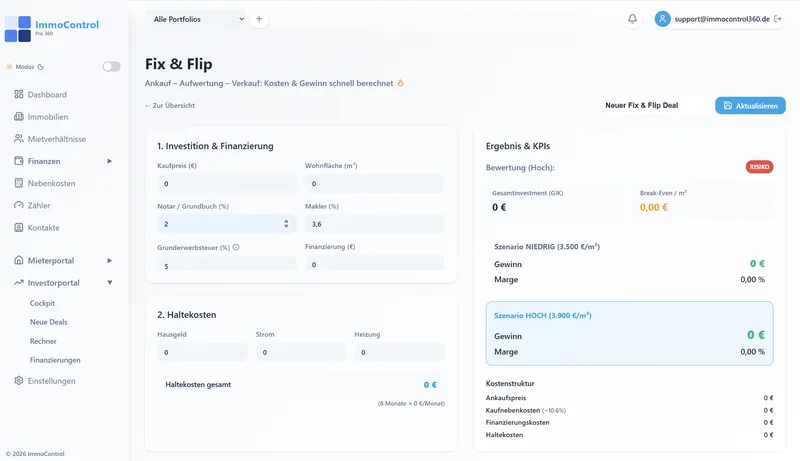 ImmoControl
Pro 360
Modus
Dashboard
Immobilien
Mietverhältnisse
Finanzen
Nebenkosten
Zähler
Kontakte
Mieterportal
Investorportal
Cockpit
Neue Deals
Rechner
Finanzierungen
Einstellungen
© 2026 ImmoControl
Alle Portfolios
+
support@immocontrol360.de
Fix & Flip
Ankauf – Aufwertung – Verkauf: Kosten & Gewinn schnell berechnet
← Zur Übersicht
Neuer Fix & Flip Deal
Aktualisieren
1. Investition & Finanzierung
Kaufpreis (€) Wohnfläche (m²)
0 0
Notar / Grundbuch (%) Makler (%)
2 3,6
Grunderwerbsteuer (%) Finanzierung (€)
5 0
2. Haltekosten
Hausgeld Strom Heizung
0 0 0
Haltekosten gesamt 0 €
(8 Monate × 0 €/Monat)
Ergebnis & KPIs
Bewertung (Hoch): RISIKO
Gesamtinvestment (GIK) Break-Even / m²
0 € 0,00 €
Szenario NIEDRIG (3.500 €/m²)
Gewinn 0 €
Marge 0,00 %
Szenario HOCH (3.900 €/m²)
Gewinn 0 €
Marge 0,00 %
Kostenstruktur
Ankaufspreis 0 €
Kaufnebenkosten (~10.6%) 0 €
Finanzierungskosten 0 €
Haltekosten 0 €